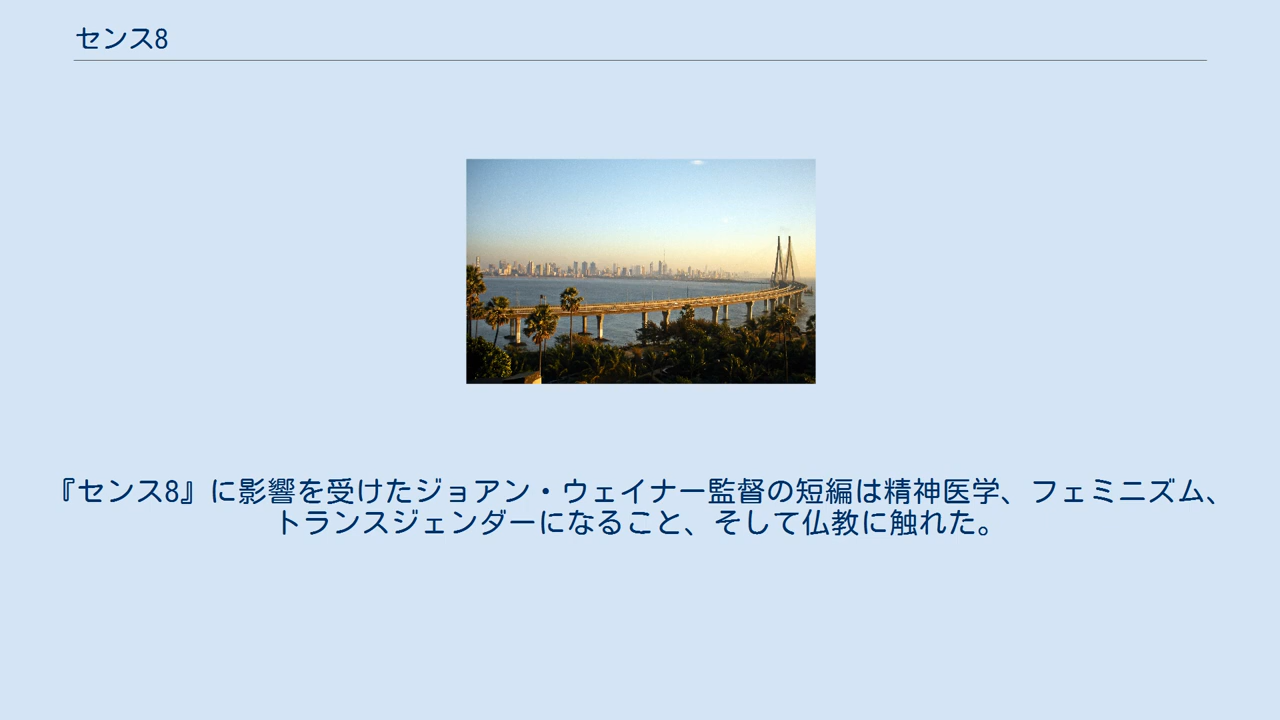 センス8
『センス8』に影響を受けたジョアン・ウェイナー監督の短編は精神医学、フェミニズム、
トランスジェンダーになること、そして仏教に触れた。